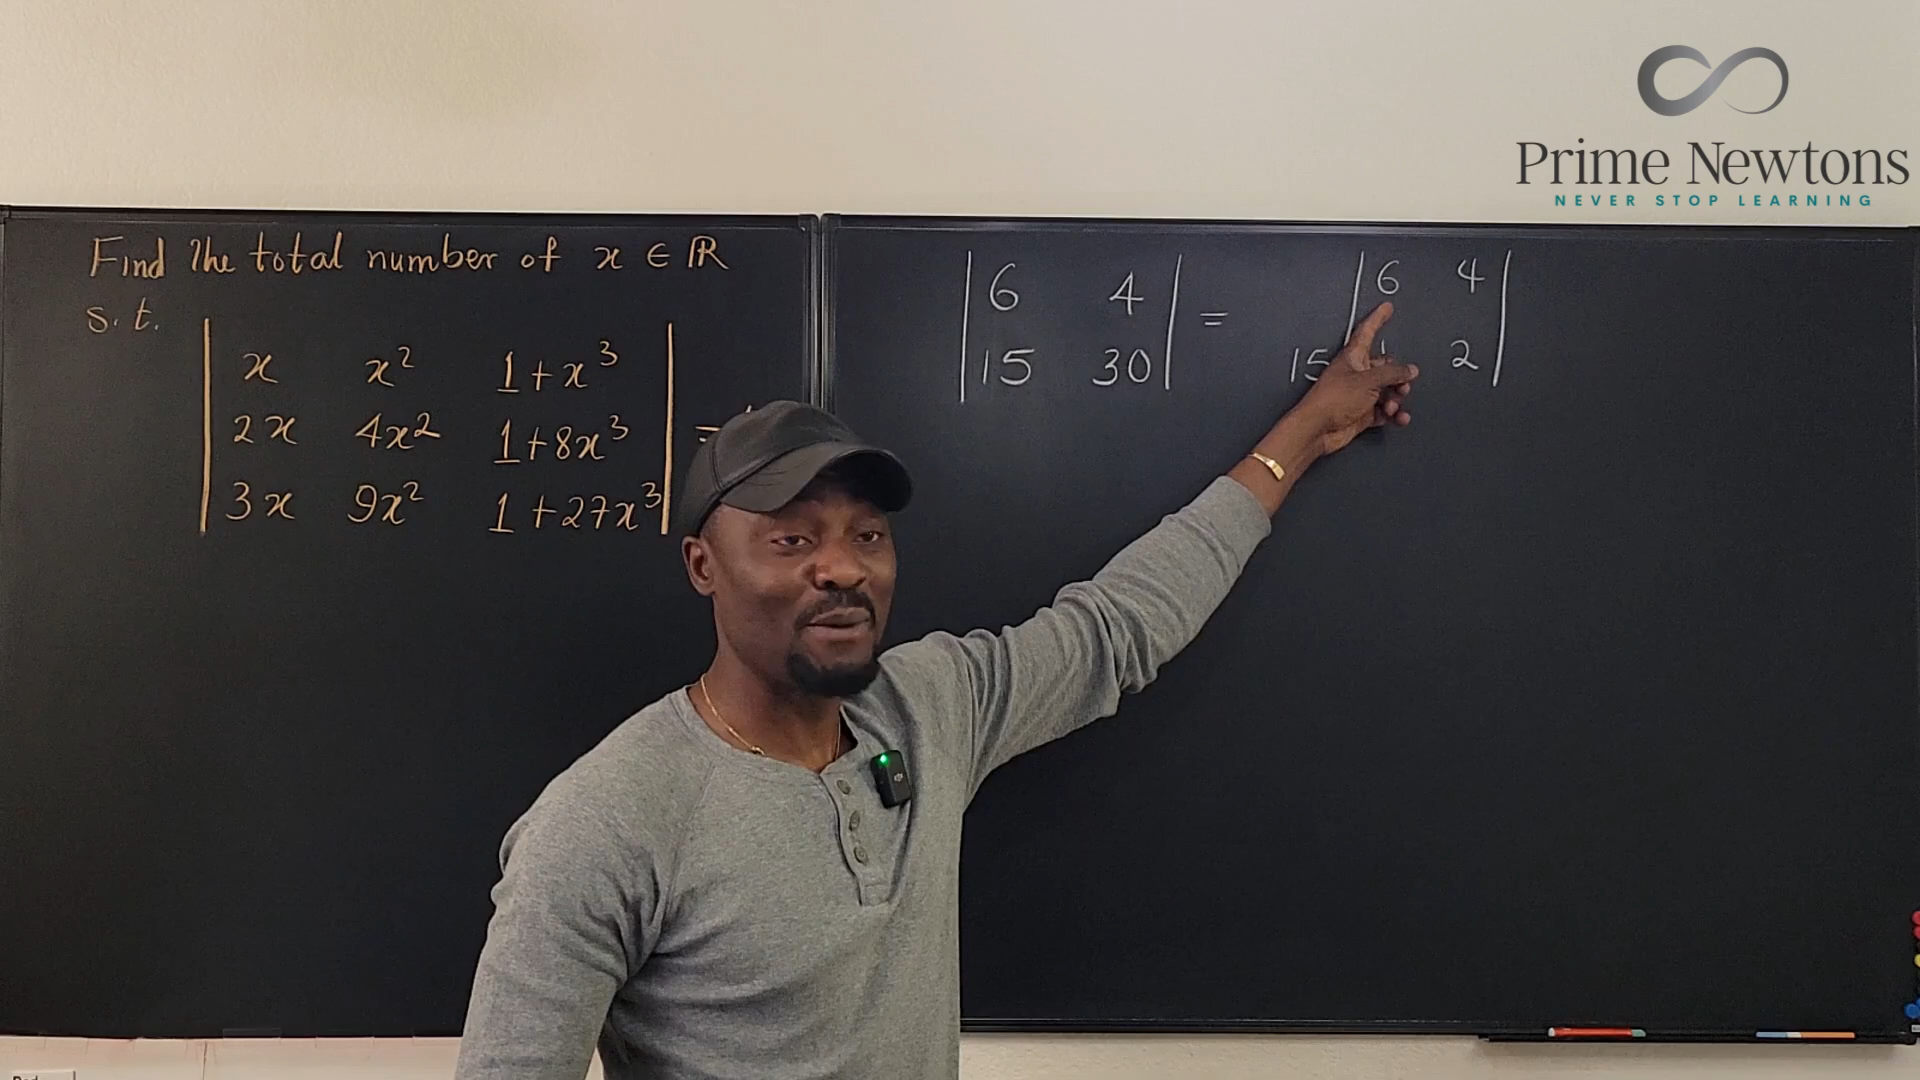 Prime Newtons
NEVER STOP LEARNING
Find the total number of x ∈ ℝ
s.t.
| x x² 1+x³ |
| 2x 4x² 1+8x³ | =
| 3x 9x² 1+27x³ |
| 6 4 | = | 6 4 |
| 15 30 | 15 | 1 2 |